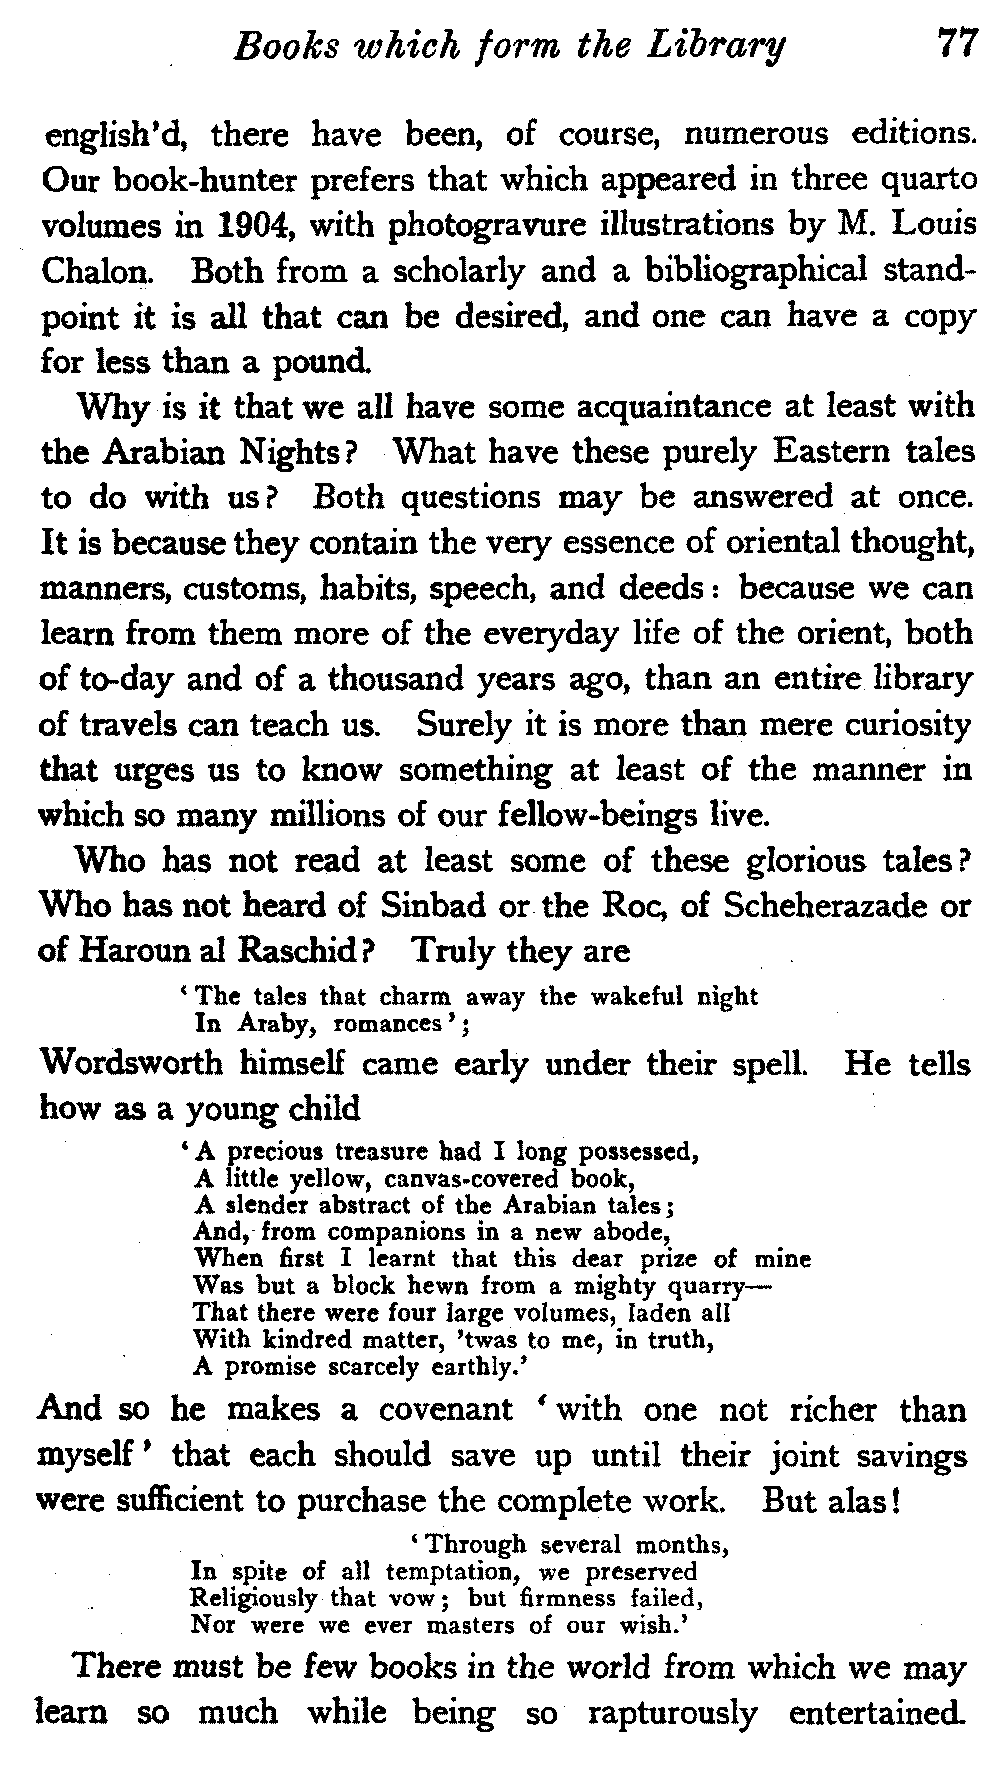 Books which form the Library 77
english'd, there have been, of course, numerous editions.
Our book-hunter prefers that which appeared in three quarto
volumes in 1904, with photogravure illustrations by M. Louis
Chalon. Both from a scholarly and a bibliographical stand-
point it is all that can be desired, and one can have a copy
for less than a pound.
Why is it that we all have some acquaintance at least with
the Arabian Nights? What have these purely Eastern tales
to do with us? Both questions may be answered at once.
It is because they contain the very essence of oriental thought,
manners, customs, habits, speech, and deeds: because we can
learn from them more of the everyday life of the orient, both
of to-day and of a thousand years ago, than an entire library
of travels can teach us. Surely it is more than mere curiosity
that urges us to know something at least of the manner in
which so many millions of our fellow-beings live.
Who has not read at least some of these glorious tales?
Who has not heard of Sinbad or the Roc, of Scheherazade or
of Haroun al Raschid? Truly they are
‘The tales that charm away the wakeful night
In Araby, romances’;
Wordsworth himself came early under their spell. He tells
how as a young child
‘A precious treasure had I long possessed,
A little yellow, canvas-covered book,
A slender abstract of the Arabian tales;
And, from companions in a new abode,
When first I learnt that this dear prize of mine
Was but a block hewn from a mighty quarry—
That there were four large volumes, laden all
With kindred matter, ’twas to me, in truth,
A promise scarcely earthly.’
And so he makes a covenant ‘with one not richer than
myself’ that each should save up until their joint savings
were sufficient to purchase the complete work. But alas!
‘Through several months,
In spite of all temptation, we preserved
Religiously that vow; but firmness failed,
Nor were we ever masters of our wish.’
There must be few books in the world from which we may
learn so much while being so rapturously entertained.